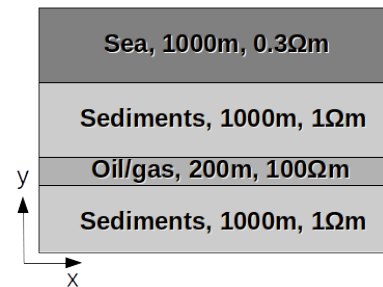 Sea, 1000m, 0.3Ωm
Sediments, 1000m, 1Ωm
Oil/gas, 200m, 100Ωm
y
Sediments, 1000m, 1Ωm
x